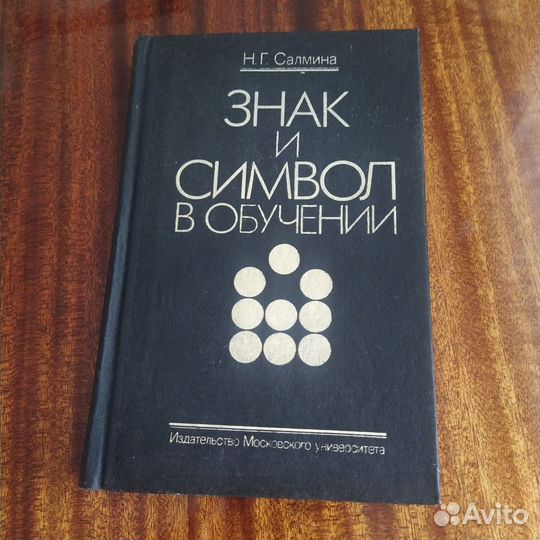 Н.Г. Салмина
ЗНАК
И
СИМВОЛ
В ОБУЧЕНИИ
Издательство Московского университета
Avito